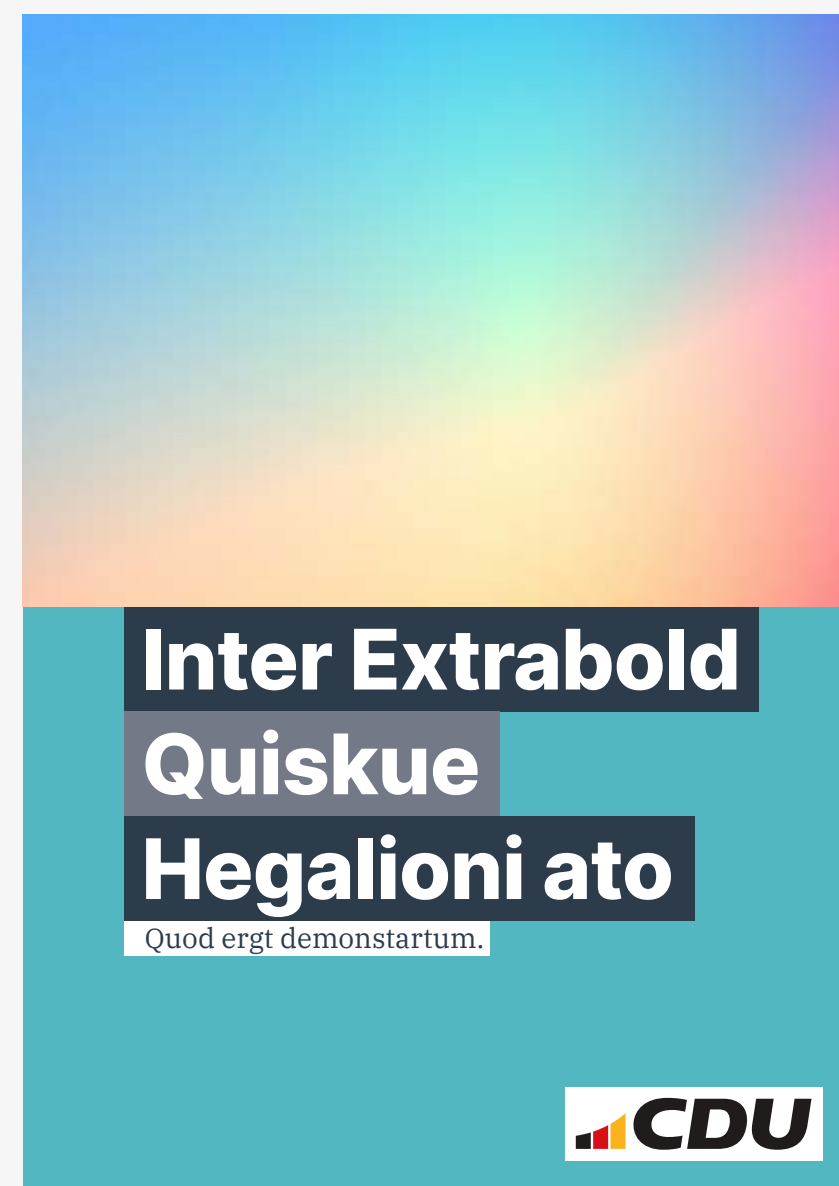 Inter Extrabold
Quiskue
Hegalioni ato
Quod ergt demonstartum.
CDU